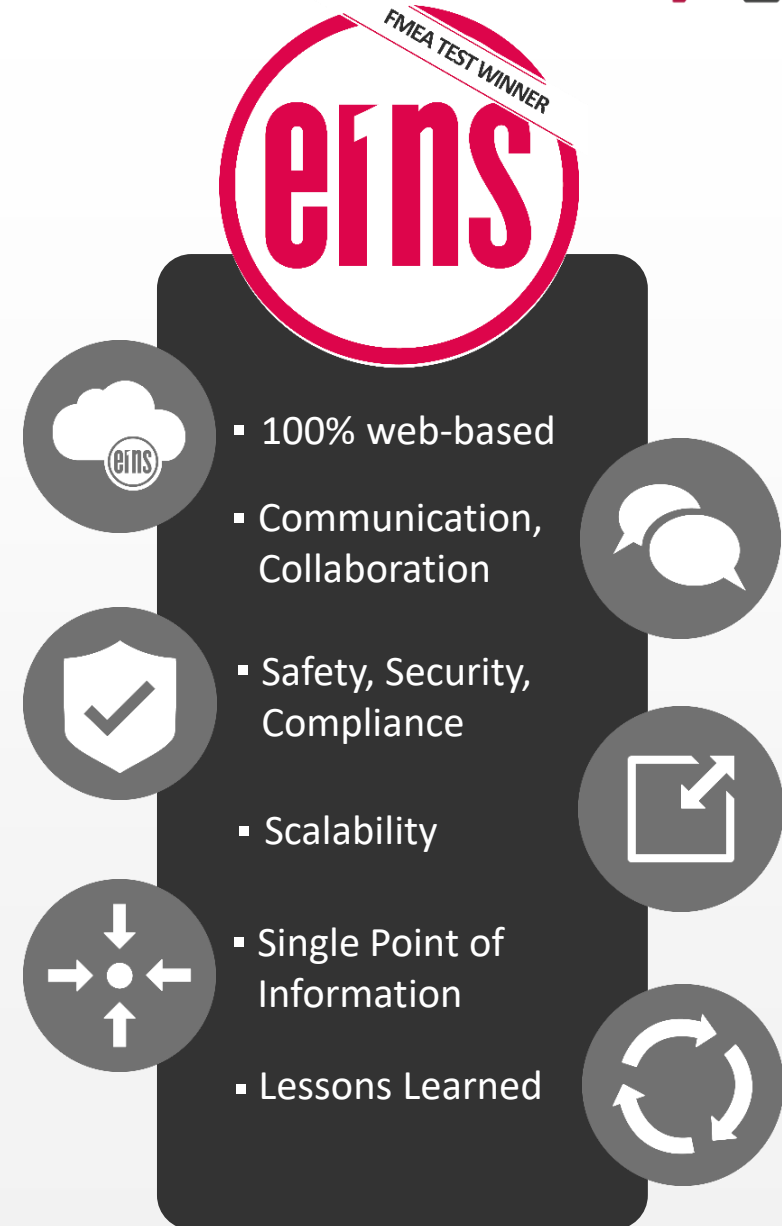 FMEA TEST WINNER
e1ns
100% web-based
e1ns
Communication,
Collaboration
Safety, Security,
Compliance
Scalability
Single Point of
Information
Lessons Learned